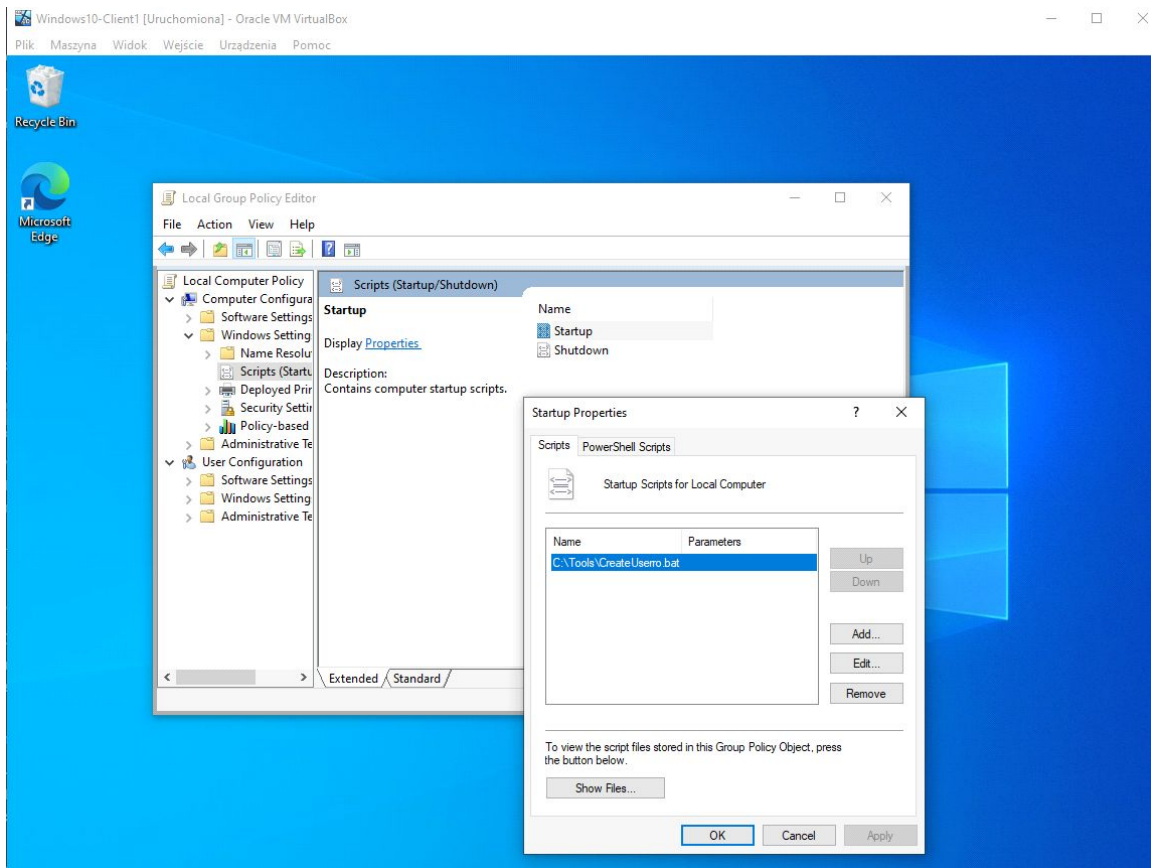 Windows10-Client1 [Uruchomiona] - Oracle VM VirtualBox
Plik Maszyna Widok Wejście Urządzenia Pomoc
Recycle Bin
Microsoft
Edge
Local Group Policy Editor
File Action View Help
Local Computer Policy
Computer Configura
Software Settings
Windows Setting
Name Resolu
Scripts (Startu
Deployed Prin
Security Settin
Policy-based
Administrative Te
User Configuration
Software Settings
Windows Setting
Administrative Te
Scripts (Startup/Shutdown)
Startup
Display Properties
Description:
Contains computer startup scripts.
Name
Startup
Shutdown
Extended Standard
Startup Properties
Scripts PowerShell Scripts
Startup Scripts for Local Computer
Name Parameters
C:\Tools\CreateUserro.bat
Up
Down
Add...
Edit...
Remove
To view the script files stored in this Group Policy Object, press
the button below.
Show Files...
OK Cancel Apply